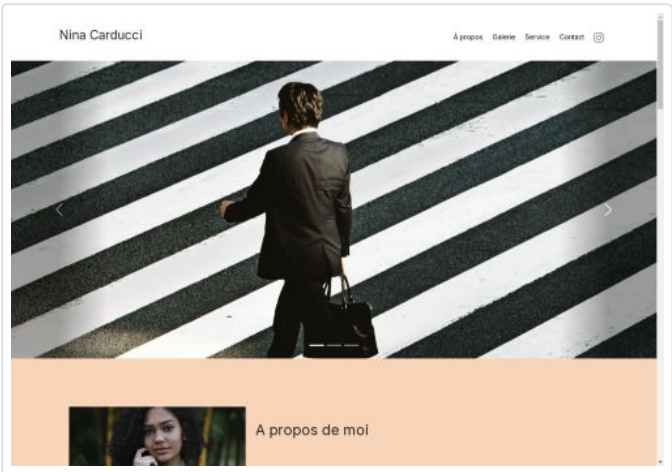 Nina Carducci
À propos Galerie Service Contact
A propos de moi